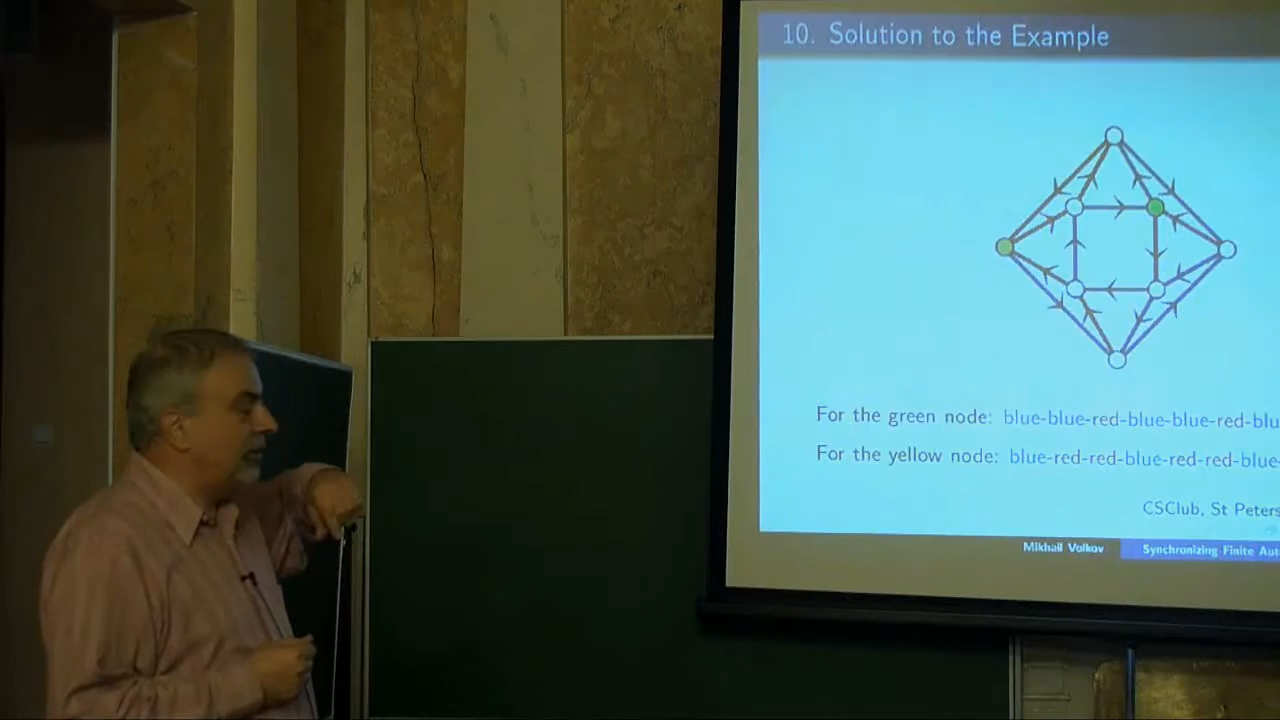 10. Solution to the Example
For the green node: blue-blue-red-blue-blue-red-blu
For the yellow node: blue-red-red-blue-red-red-blue-
CSClub, St Peters
Mikhail Volkov Synchronizing Finite Aut